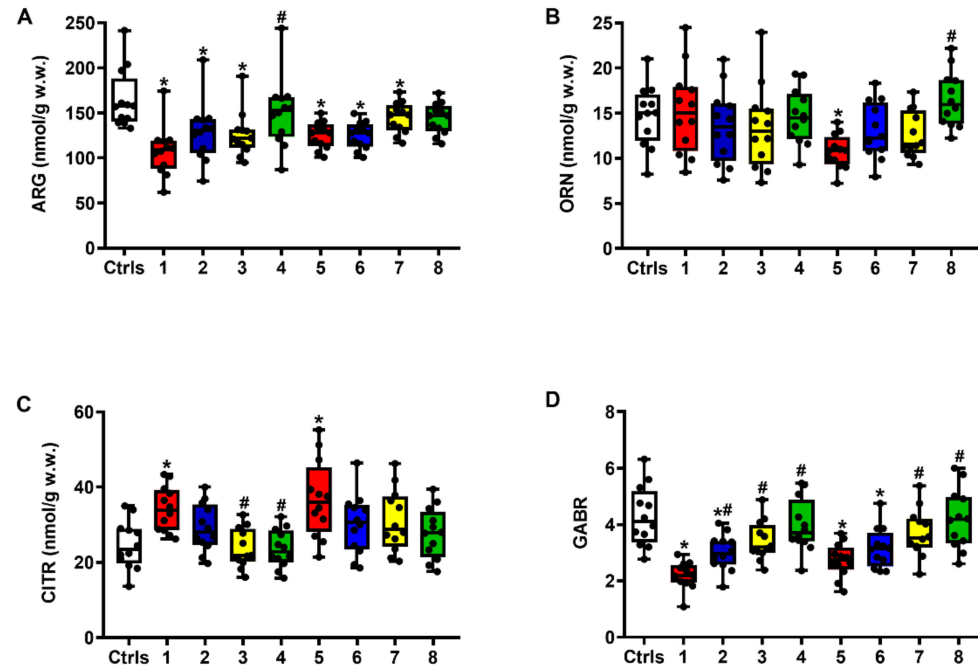 A
ARG (nmol/g w.w.)
250
200
150
100
50
0
* * * # * * *
Ctrls 1 2 3 4 5 6 7 8
B
ORN (nmol/g w.w.)
25
20
15
10
5
0
* #
Ctrls 1 2 3 4 5 6 7 8
C
CITR (nmol/g w.w.)
60
40
20
0
* # # *
Ctrls 1 2 3 4 5 6 7 8
D
GABR
8
6
4
2
0
* *# # # * * # #
Ctrls 1 2 3 4 5 6 7 8